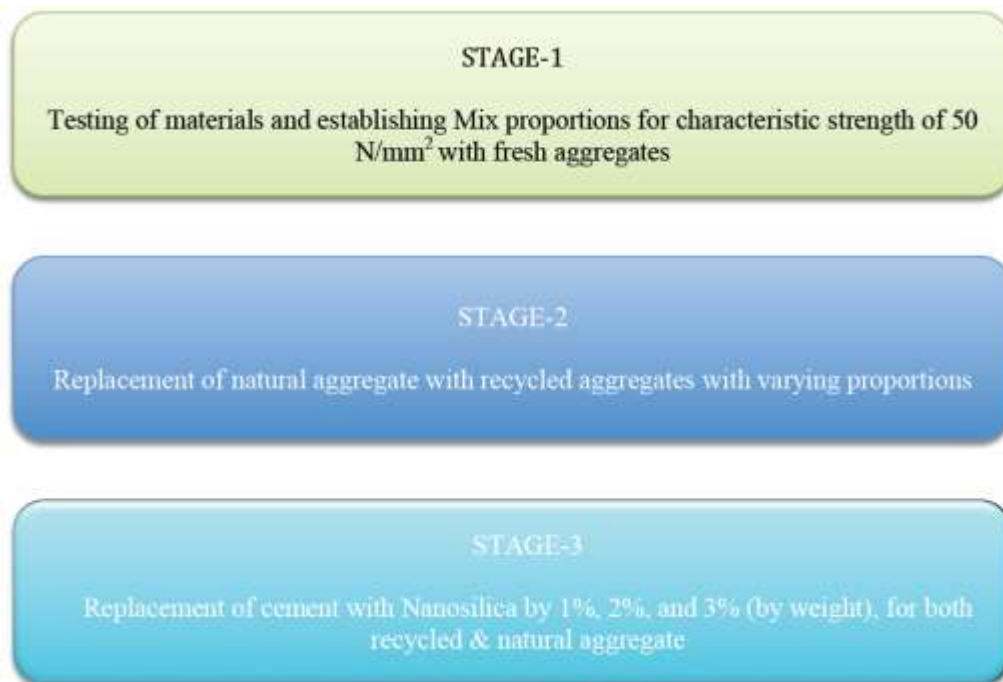 STAGE-1
Testing of materials and establishing Mix proportions for characteristic strength of 50
N/mm² with fresh aggregates
STAGE-2
Replacement of natural aggregate with recycled aggregates with varying proportions
STAGE-3
Replacement of cement with Nanosilica by 1%, 2%, and 3% (by weight), for both
recycled & natural aggregate